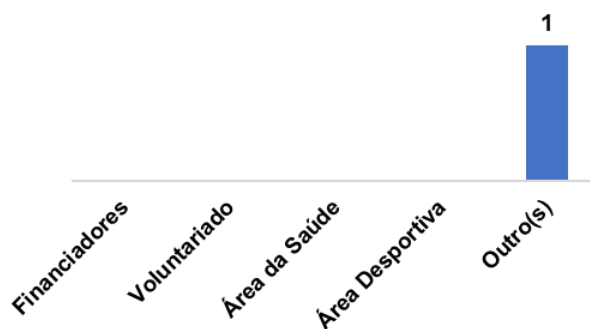 1
Financiadores
Voluntariado
Área da Saúde
Área Desportiva
Outro(s)